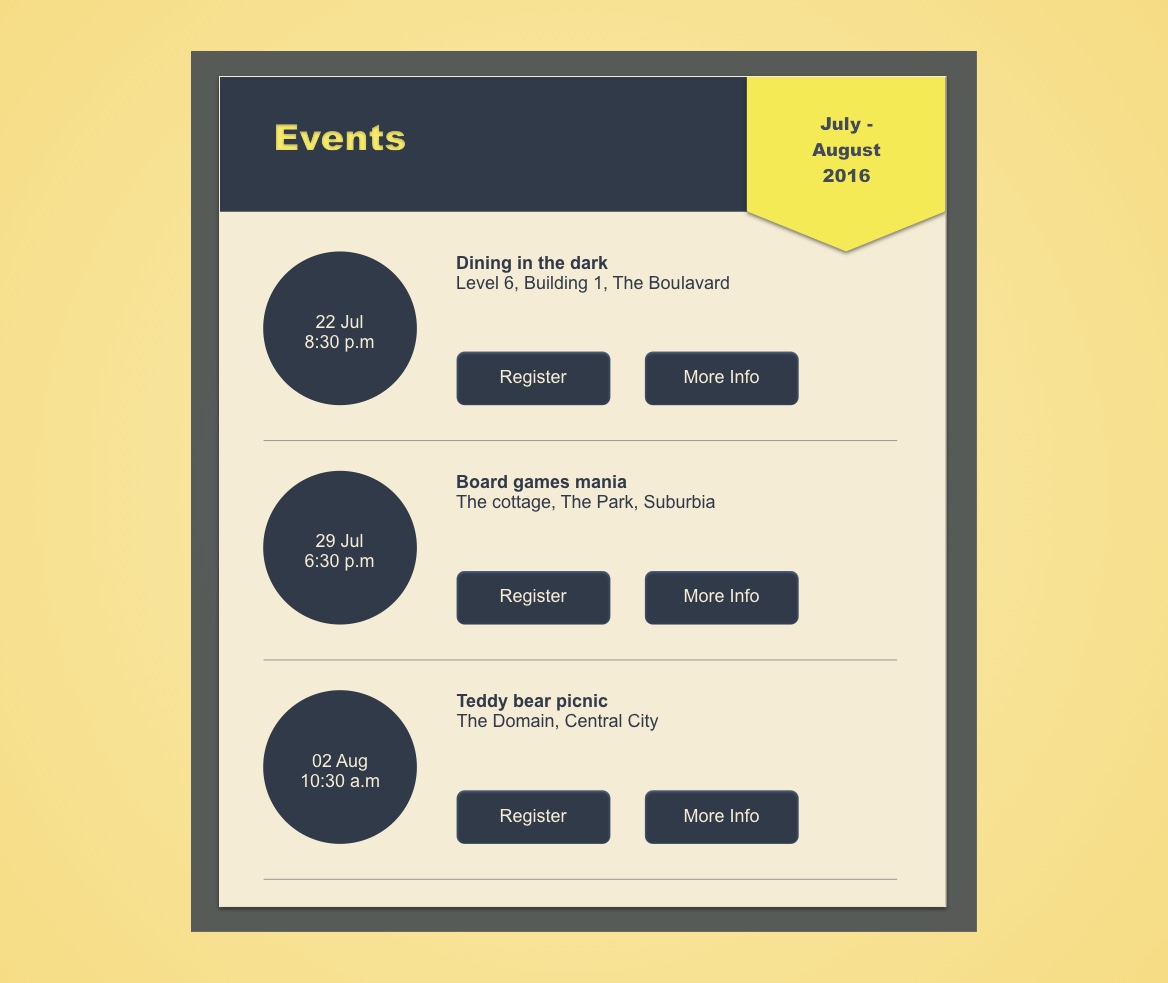 Events
July -
August
2016
22 Jul
8:30 p.m
Dining in the dark
Level 6, Building 1, The Boulavard
Register
More Info
29 Jul
6:30 p.m
Board games mania
The cottage, The Park, Suburbia
Register
More Info
02 Aug
10:30 a.m
Teddy bear picnic
The Domain, Central City
Register
More Info